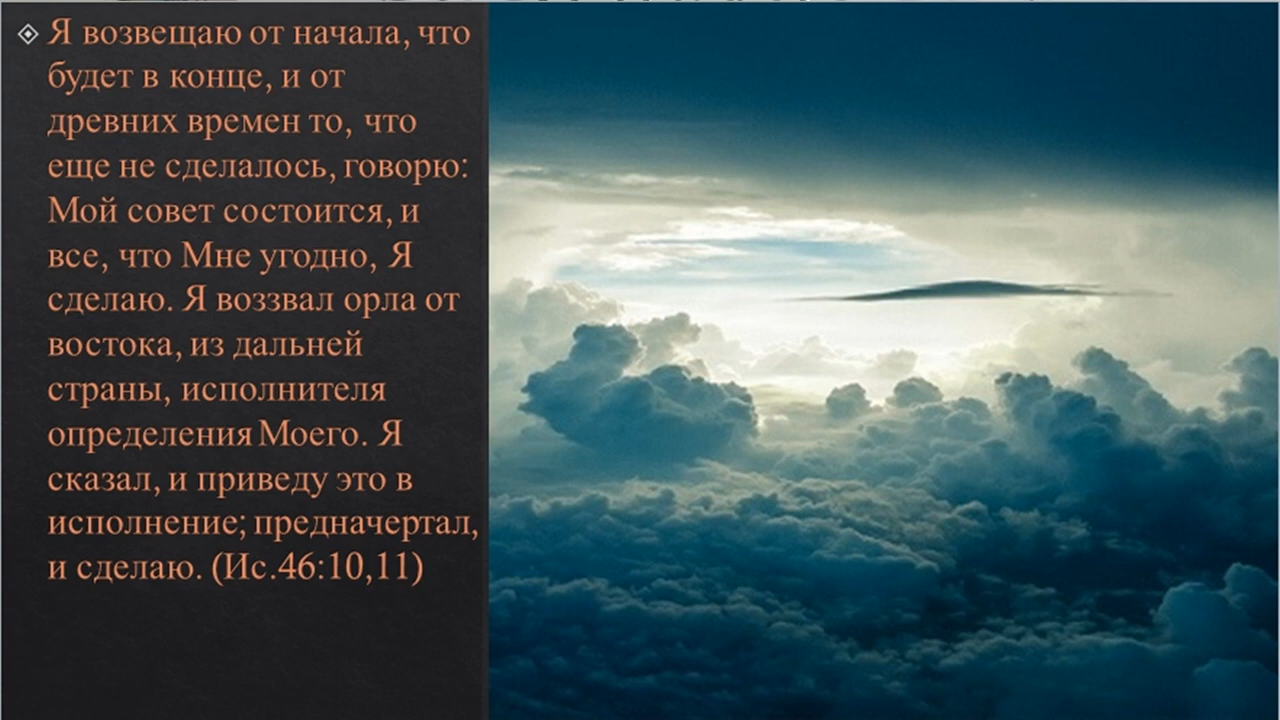 Я возвещаю от начала, что
будет в конце, и от
древних времен то, что
еще не сделалось, говорю:
Мой совет состоится, и
все, что Мне угодно, Я
сделаю. Я воззвал орла от
востока, из дальней
страны, исполнителя
определения Моего. Я
сказал, и приведу это в
исполнение; предначертал,
и сделаю. (Ис.46:10,11)